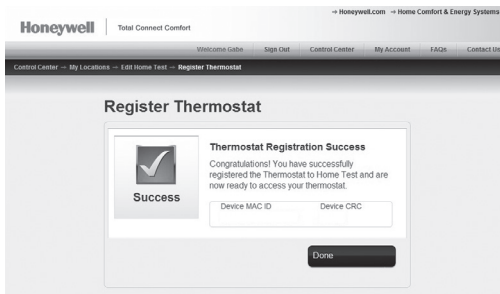 → Honeywell.com → Home Comfort & Energy Systems
Honeywell Total Connect Comfort
Welcome Gabe Sign Out Control Center My Account FAQs Contact Us
Control Center → My Locations → Edit Home Test → Register Thermostat
Register Thermostat
Thermostat Registration Success
Congratulations! You have successfully
registered the Thermostat to Home Test and are
now ready to access your thermostat.
Success
Device MAC ID Device CRC
Done